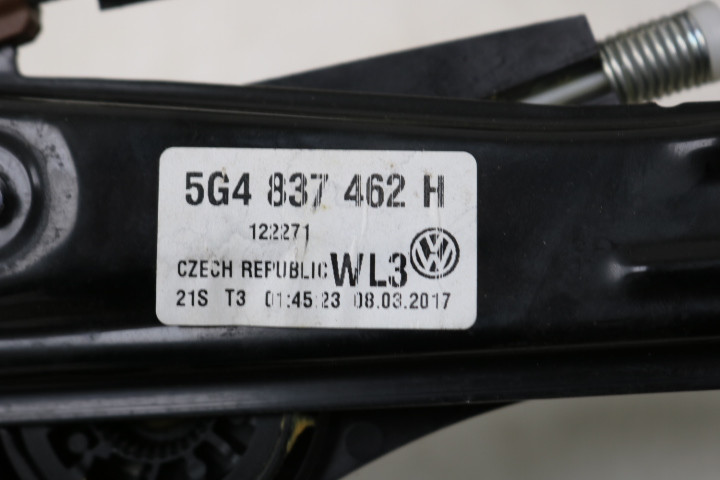 5G4 837 462 H
122271
CZECH REPUBLIC WL3
21S T3 01:45:23 08.03.2017